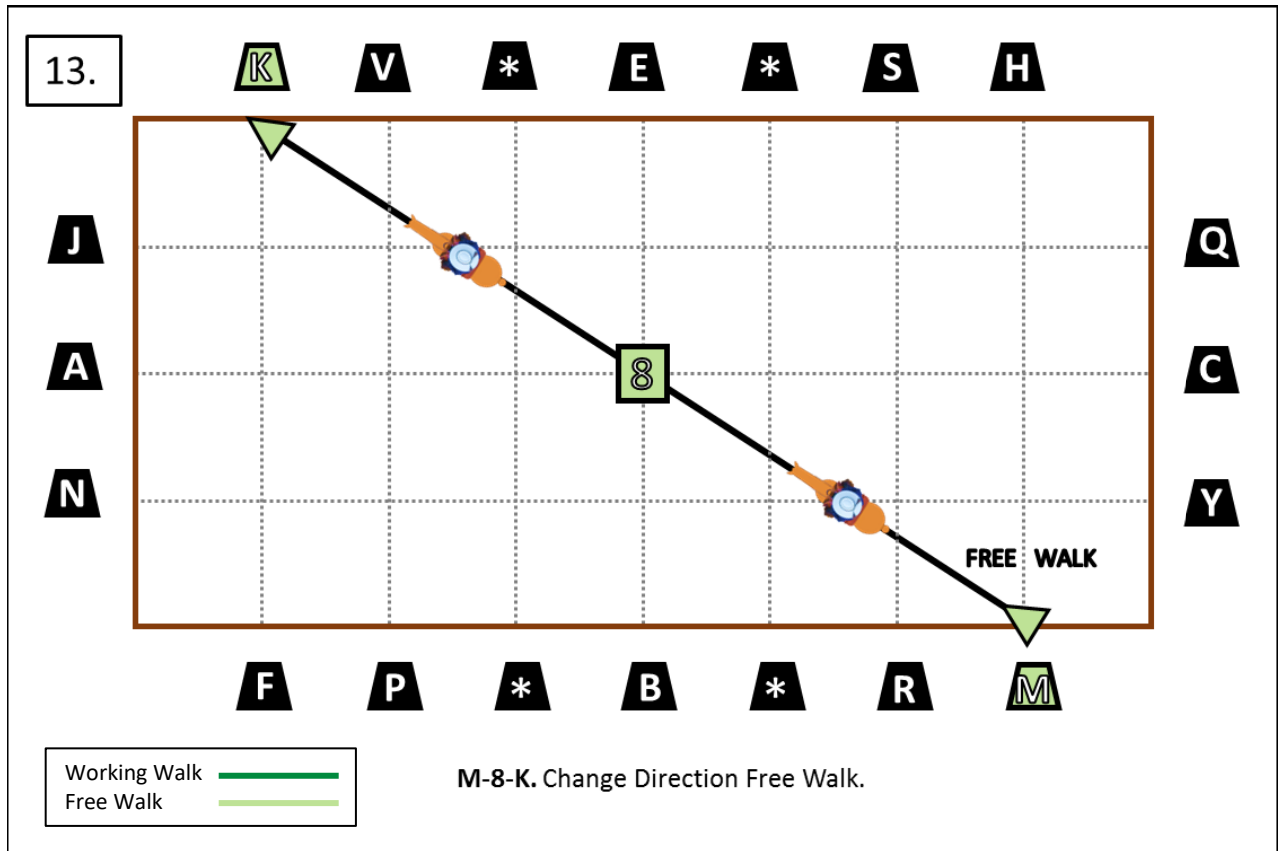 13.
K V * E * S H
J
Q
A
8
C
N
Y
FREE WALK
F P * B * R M
Working Walk
Free Walk
M-8-K. Change Direction Free Walk.